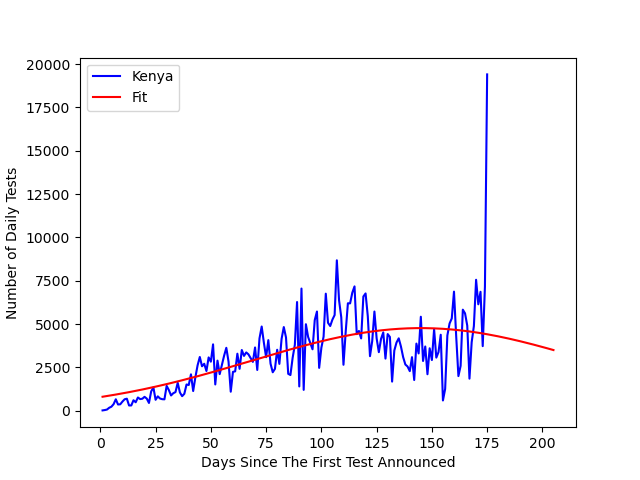 20000
17500
15000
12500
10000
7500
5000
2500
0
Number of Daily Tests
Kenya
Fit
0 25 50 75 100 125 150 175 200
Days Since The First Test Announced